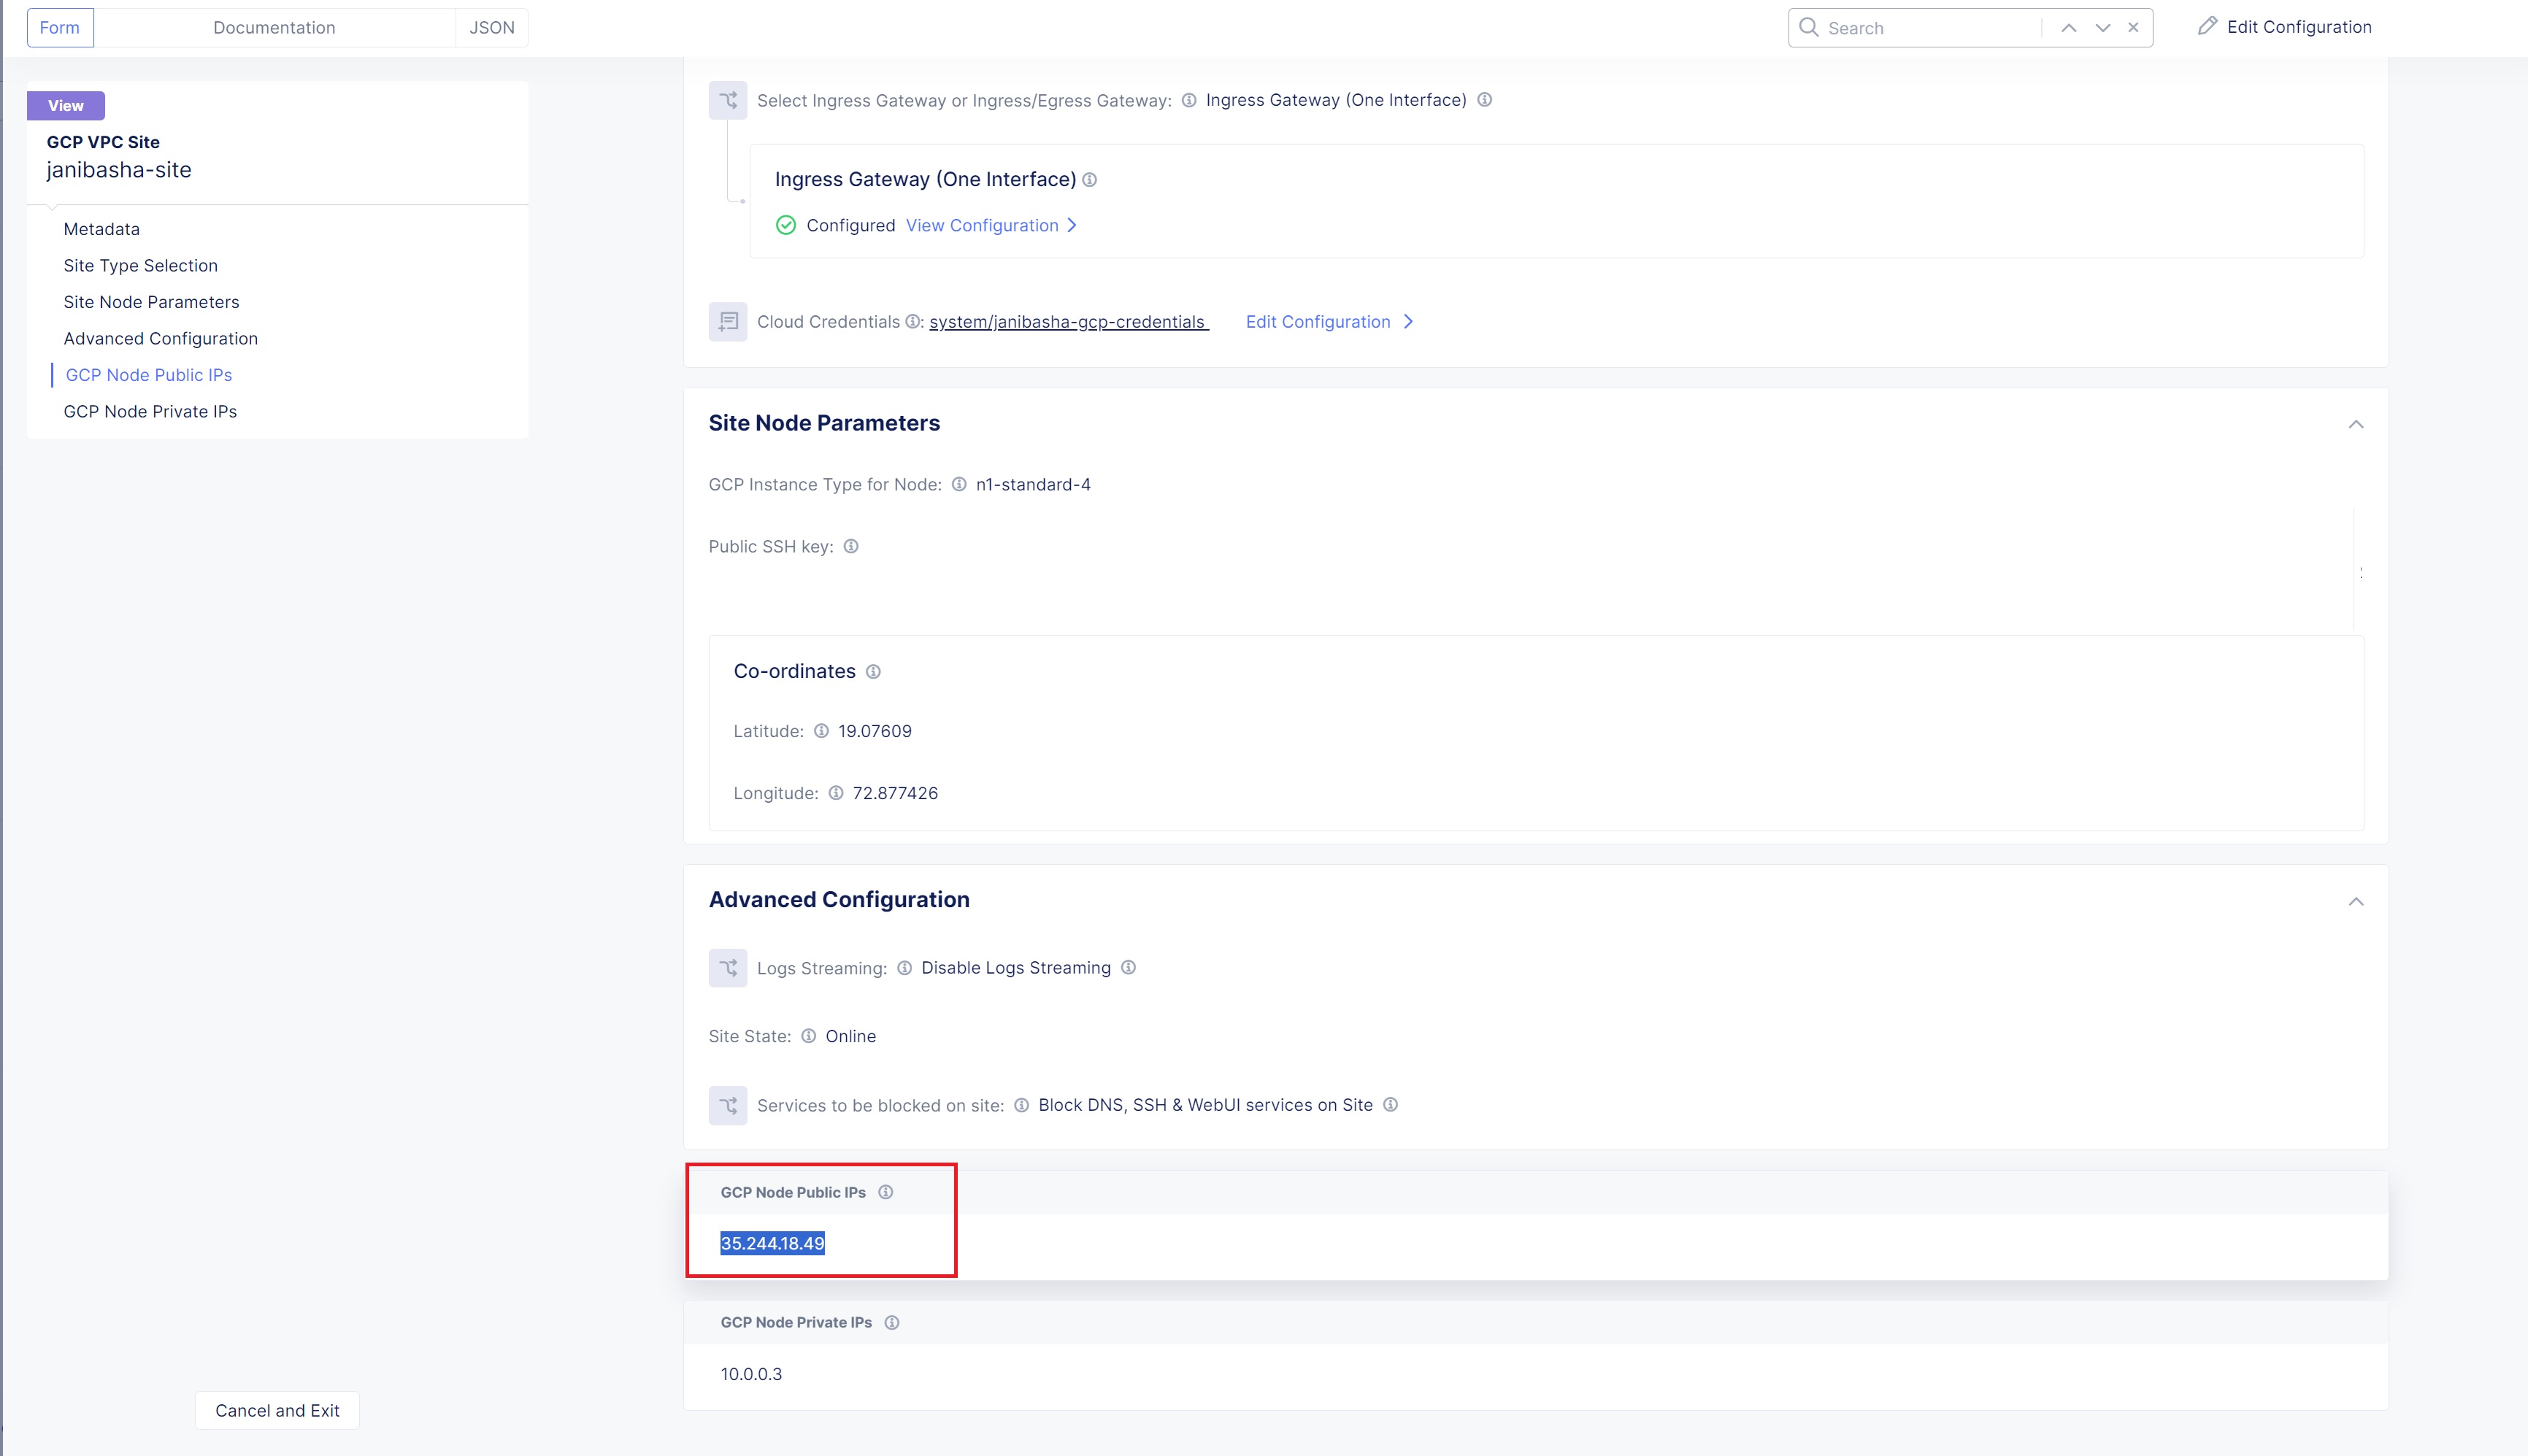 Form Documentation JSON Search Edit Configuration
View
GCP VPC Site
janibasha-site
Metadata
Site Type Selection
Site Node Parameters
Advanced Configuration
GCP Node Public IPs
GCP Node Private IPs
Cancel and Exit
Select Ingress Gateway or Ingress/Egress Gateway: Ingress Gateway (One Interface)
Ingress Gateway (One Interface)
Configured View Configuration
Cloud Credentials : system/janibasha-gcp-credentials Edit Configuration
Site Node Parameters
GCP Instance Type for Node: n1-standard-4
Public SSH key:
Co-ordinates
Latitude: 19.07609
Longitude: 72.877426
Advanced Configuration
Logs Streaming: Disable Logs Streaming
Site State: Online
Services to be blocked on site: Block DNS, SSH & WebUI services on Site
GCP Node Public IPs
35.244.18.49
GCP Node Private IPs
10.0.0.3